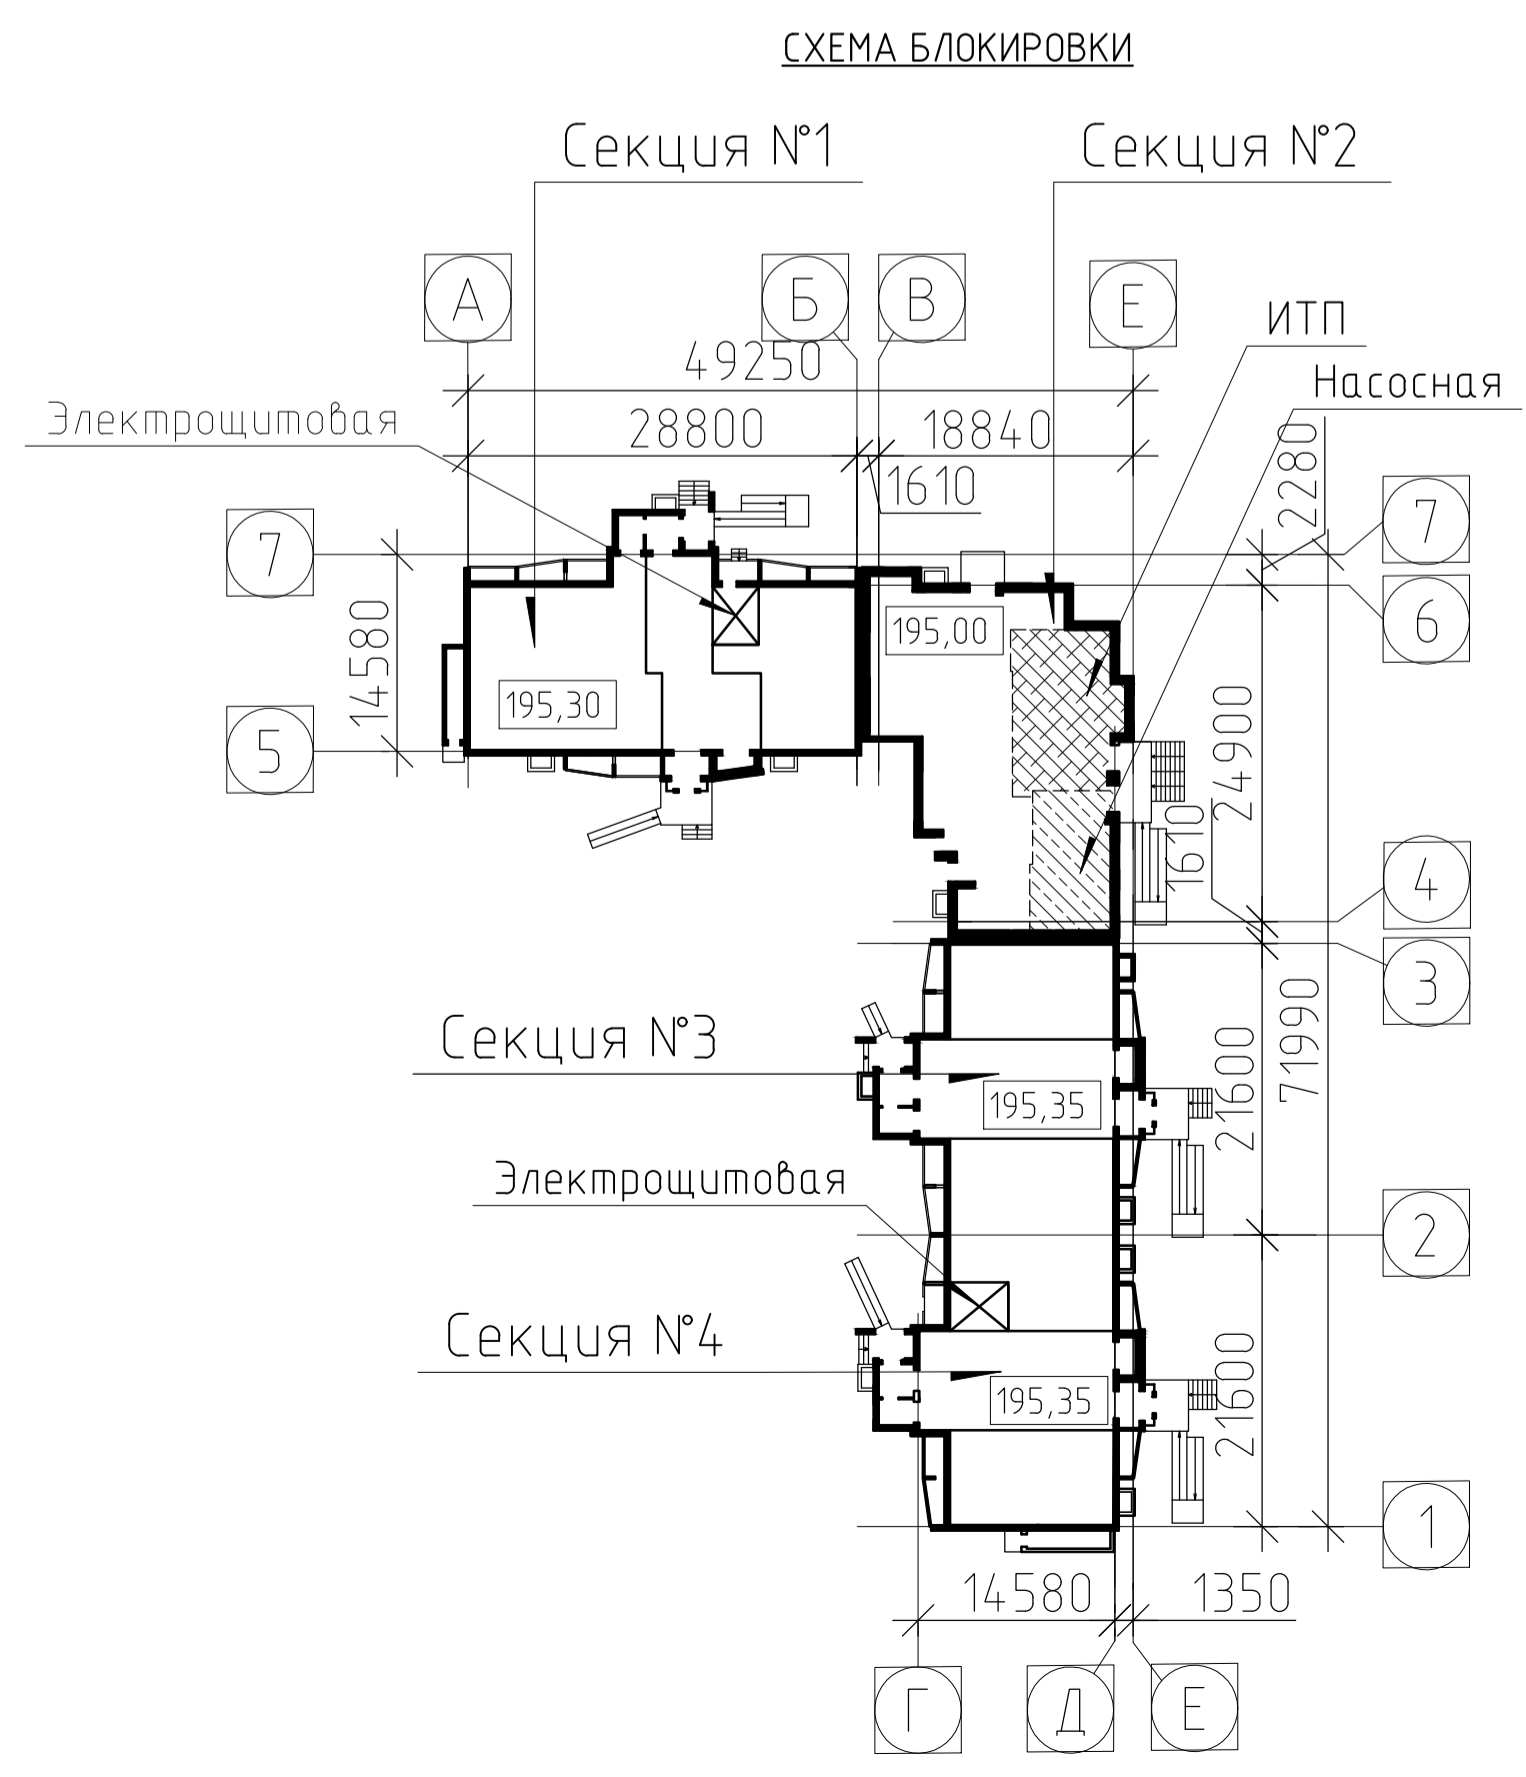 СХЕМА БЛОКИРОВКИ
Секция №1
Секция №2
А
Б
В
Е
ИТП
49250
Насосная
Электрощитовая
28800
18840
2280
1610
7
7
6
195,00
14580
195,30
5
24900
1610
4
3
Секция №3
71990
21600
195,35
Электрощитовая
2
Секция №4
21600
195,35
1
14580
1350
Г
Д
Е